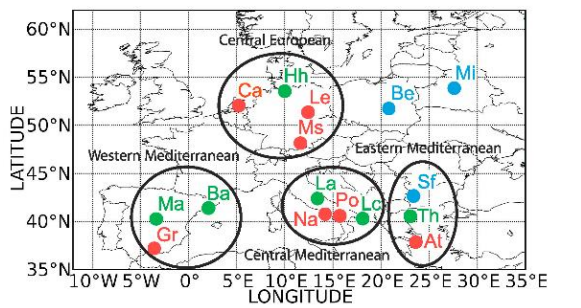 60°N
Central European
55°N
Ca
Hh
Le
Be
Mi
50°N
Ms
Western Mediterranean
Eastern Mediterranean
45°N
LATITUDE
Ma
Ba
La
Po
Lc
Sf
40°N
Gr
Na
Th
At
Central Mediterranean
35°N
10°W 5°W 0° 5°E 10°E 15°E 20°E 25°E 30°E 35°E
LONGITUDE